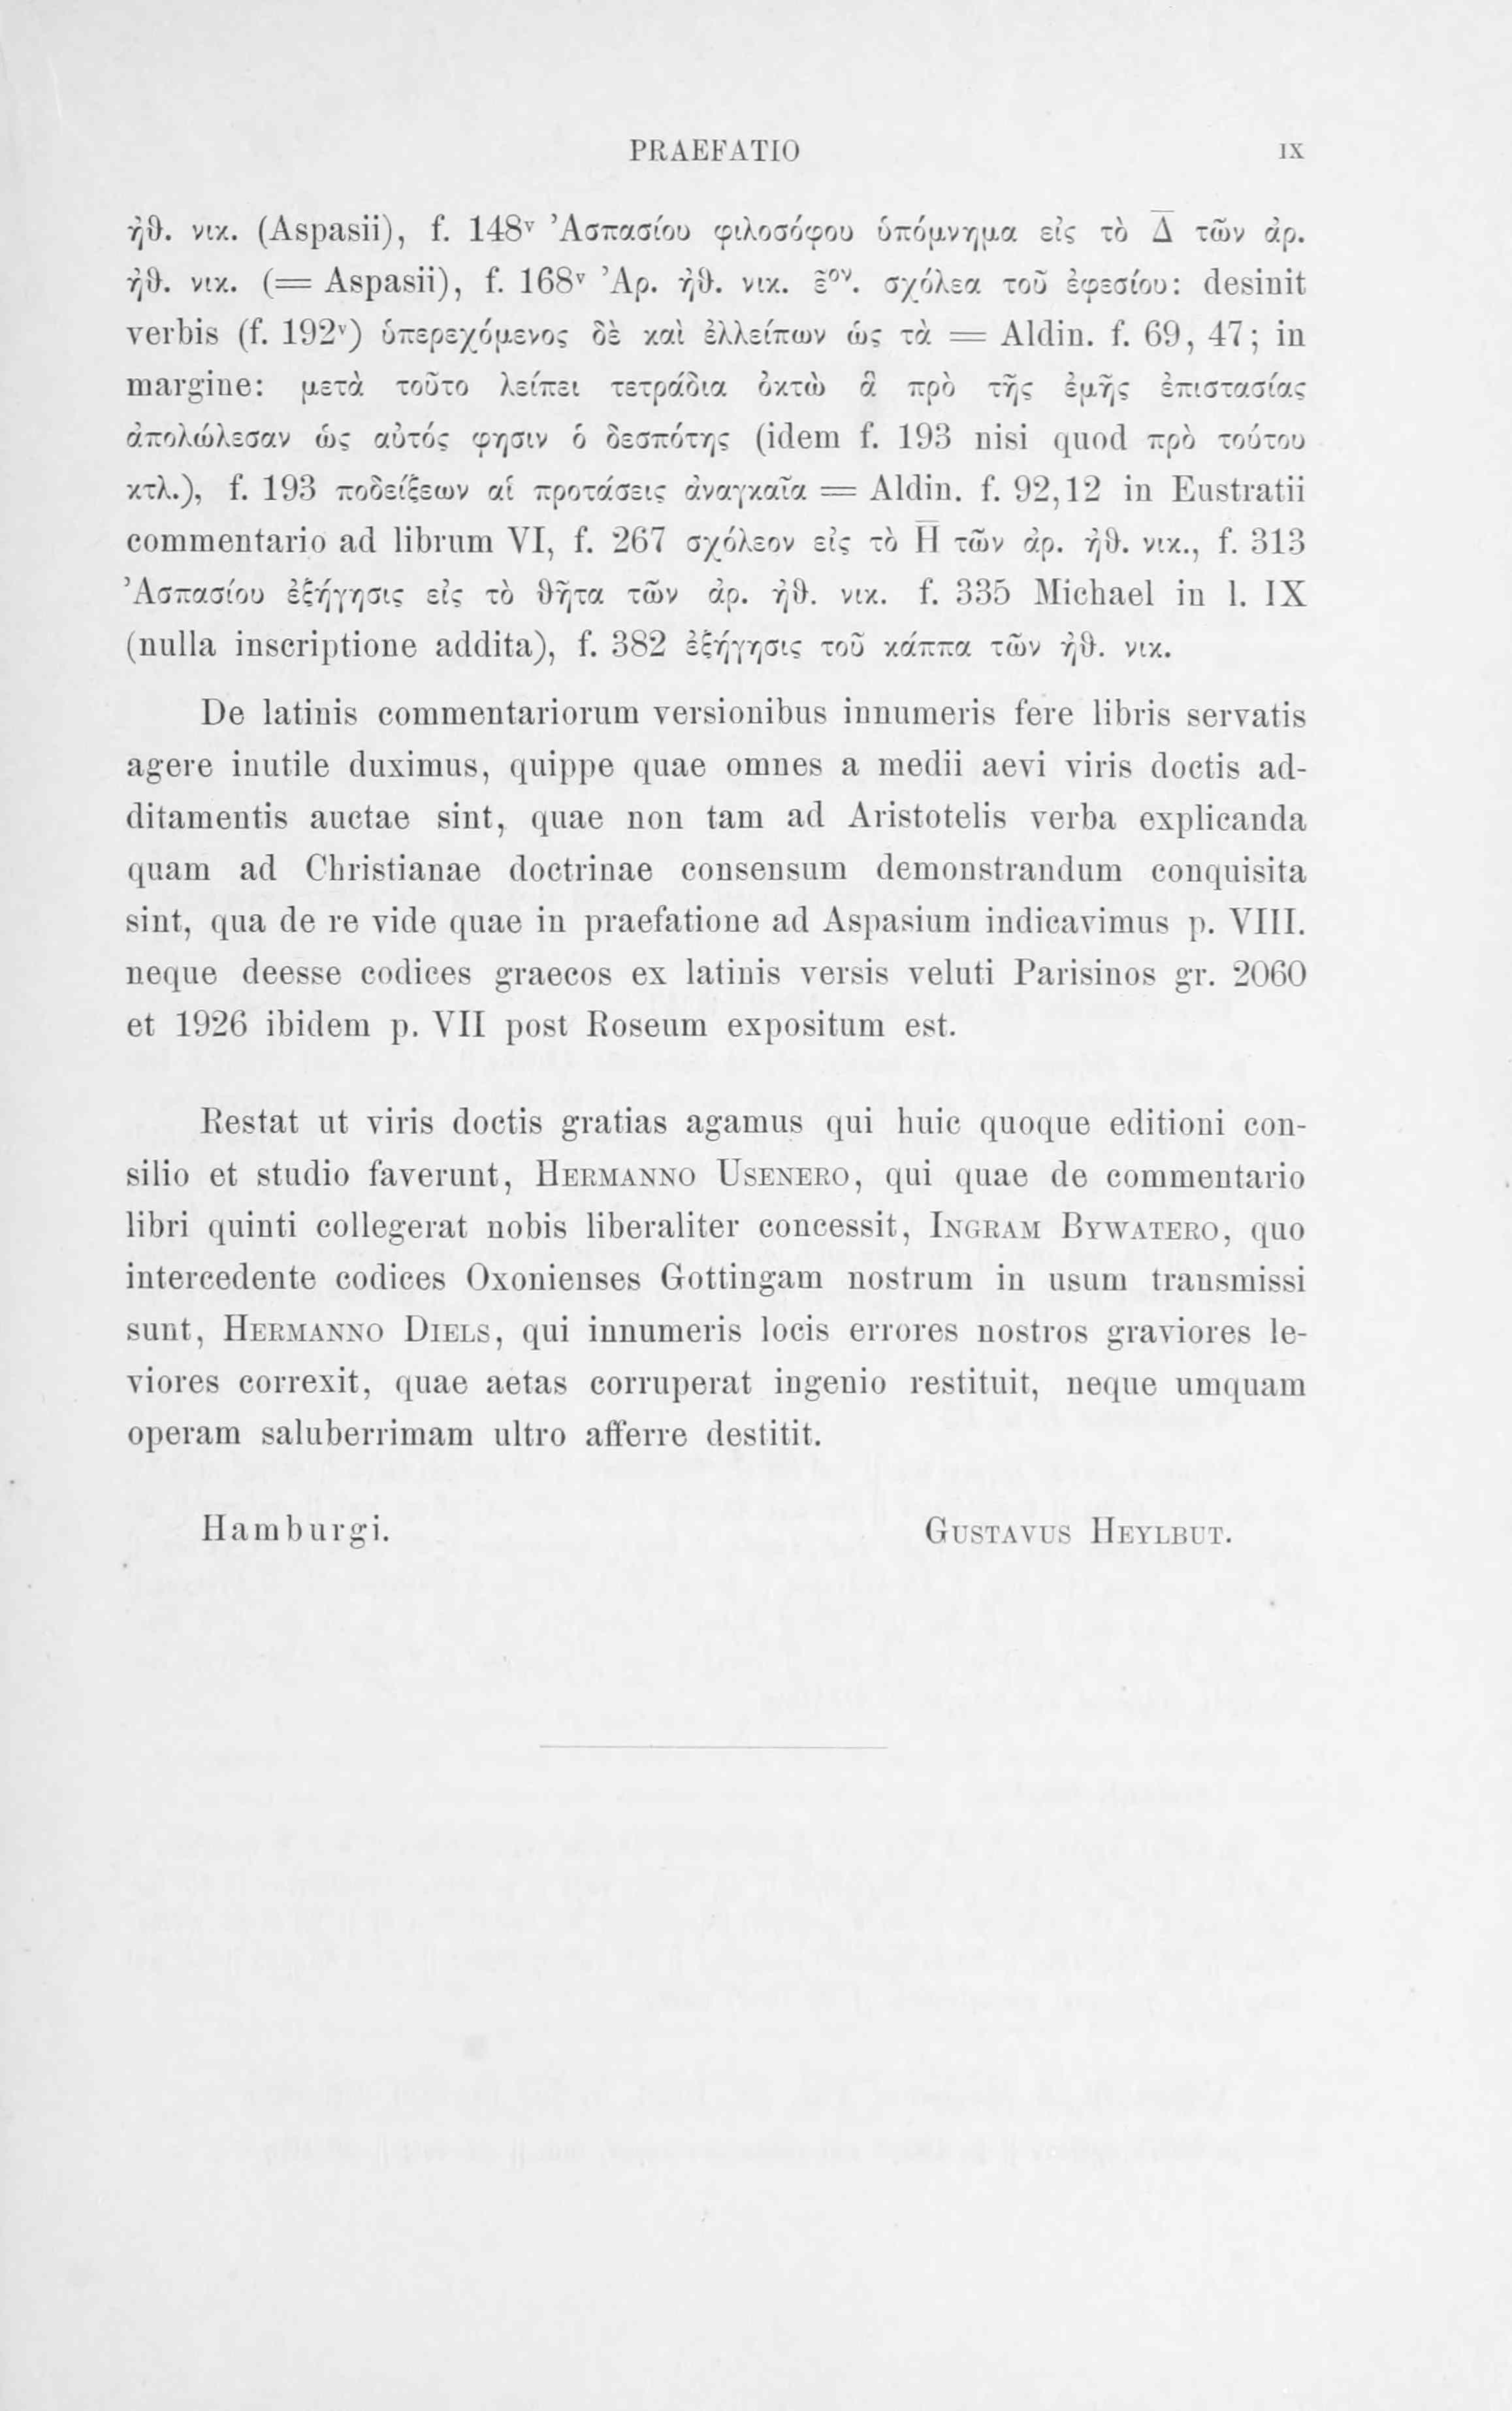 PRAEFATIO IX
ἠϑ. νικ. (Aspasii), f. 148ᵛ Ἀσπασίου φιλοσόφου ὑπόμνημα εἰς τὸ Δ̅ τῶν ἀρ.
ἠϑ. νικ. (= Aspasii), f. 168ᵛ Ἀρ. ἠϑ. νικ. ε̅ᵒᵛ. σχόλεα τοῦ ἐφεσίου: desinit
verbis (f. 192ᵛ) ὑπερεχόμενος δὲ καὶ ἐλλείπων ὡς τὰ = Aldin. f. 69, 47; in
margine: μετὰ τοῦτο λείπει τετράδια ὀκτὼ ἃ πρὸ τῆς ἐμῆς ἐπιστασίας
ἀπολώλεσαν ὡς αὐτός φησιν ὁ δεσπότης (idem f. 193 nisi quod πρὸ τούτου
κτλ.), f. 193 ποδείξεων αἱ προτάσεις ἀναγκαῖα = Aldin. f. 92,12 in Eustratii
commentario ad librum VI, f. 267 σχόλεον εἰς τὸ Η̅ τῶν ἀρ. ἠϑ. νικ., f. 313
Ἀσπασίου ἐξήγησις εἰς τὸ ϑῆτα τῶν ἀρ. ἠϑ. νικ. f. 335 Michael in l. IX
(nulla inscriptione addita), f. 382 ἐξήγησις τοῦ κάππα τῶν ἠϑ. νικ.
De latinis commentariorum versionibus innumeris fere libris servatis
agere inutile duximus, quippe quae omnes a medii aevi viris doctis ad-
ditamentis auctae sint, quae non tam ad Aristotelis verba explicanda
quam ad Christianae doctrinae consensum demonstrandum conquisita
sint, qua de re vide quae in praefatione ad Aspasium indicavimus p. VIII.
neque deesse codices graecos ex latinis versis veluti Parisinos gr. 2060
et 1926 ibidem p. VII post Roseum expositum est.
Restat ut viris doctis gratias agamus qui huic quoque editioni con-
silio et studio faverunt, Hermanno Usenero, qui quae de commentario
libri quinti collegerat nobis liberaliter concessit, Ingram Bywatero, quo
intercedente codices Oxonienses Gottingam nostrum in usum transmissi
sunt, Hermanno Diels, qui innumeris locis errores nostros graviores le-
viores correxit, quae aetas corruperat ingenio restituit, neque umquam
operam saluberrimam ultro afferre destitit.
Hamburgi. Gustavus Heylbut.